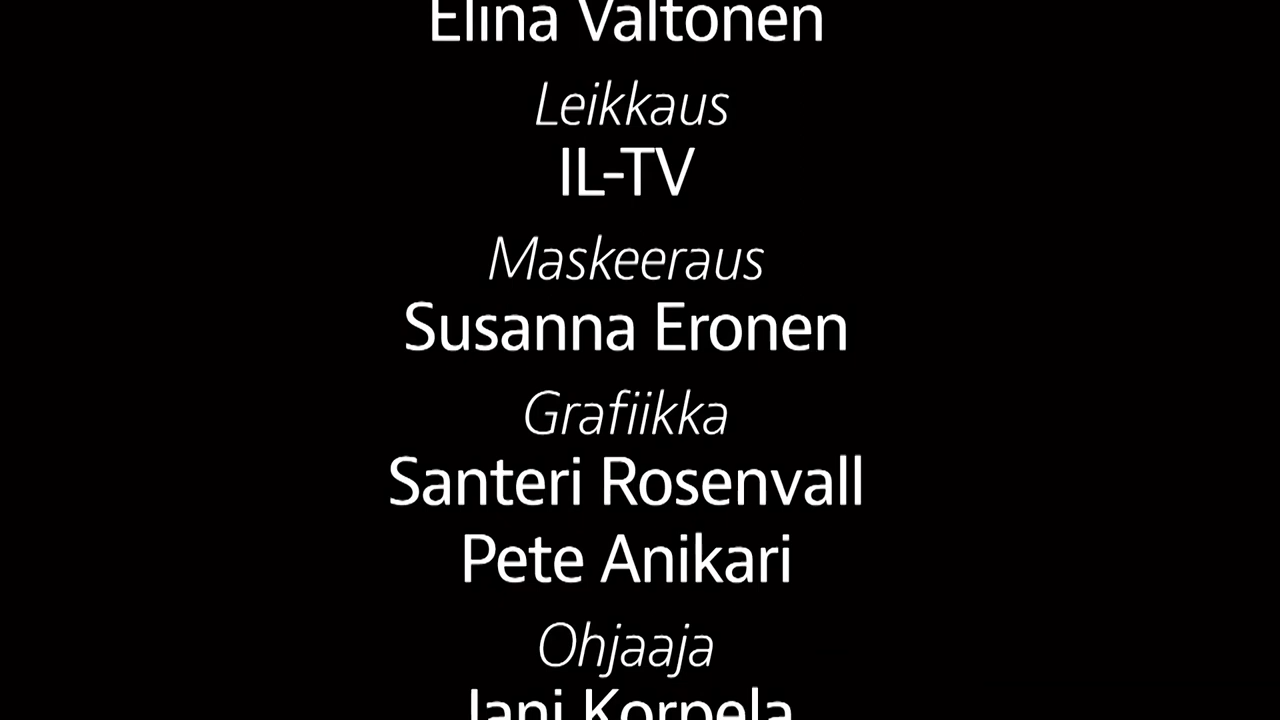 Elina Valtonen
Leikkaus
IL-TV
Maskeeraus
Susanna Eronen
Grafiikka
Santeri Rosenvall
Pete Anikari
Ohjaaja
Jani Korpela